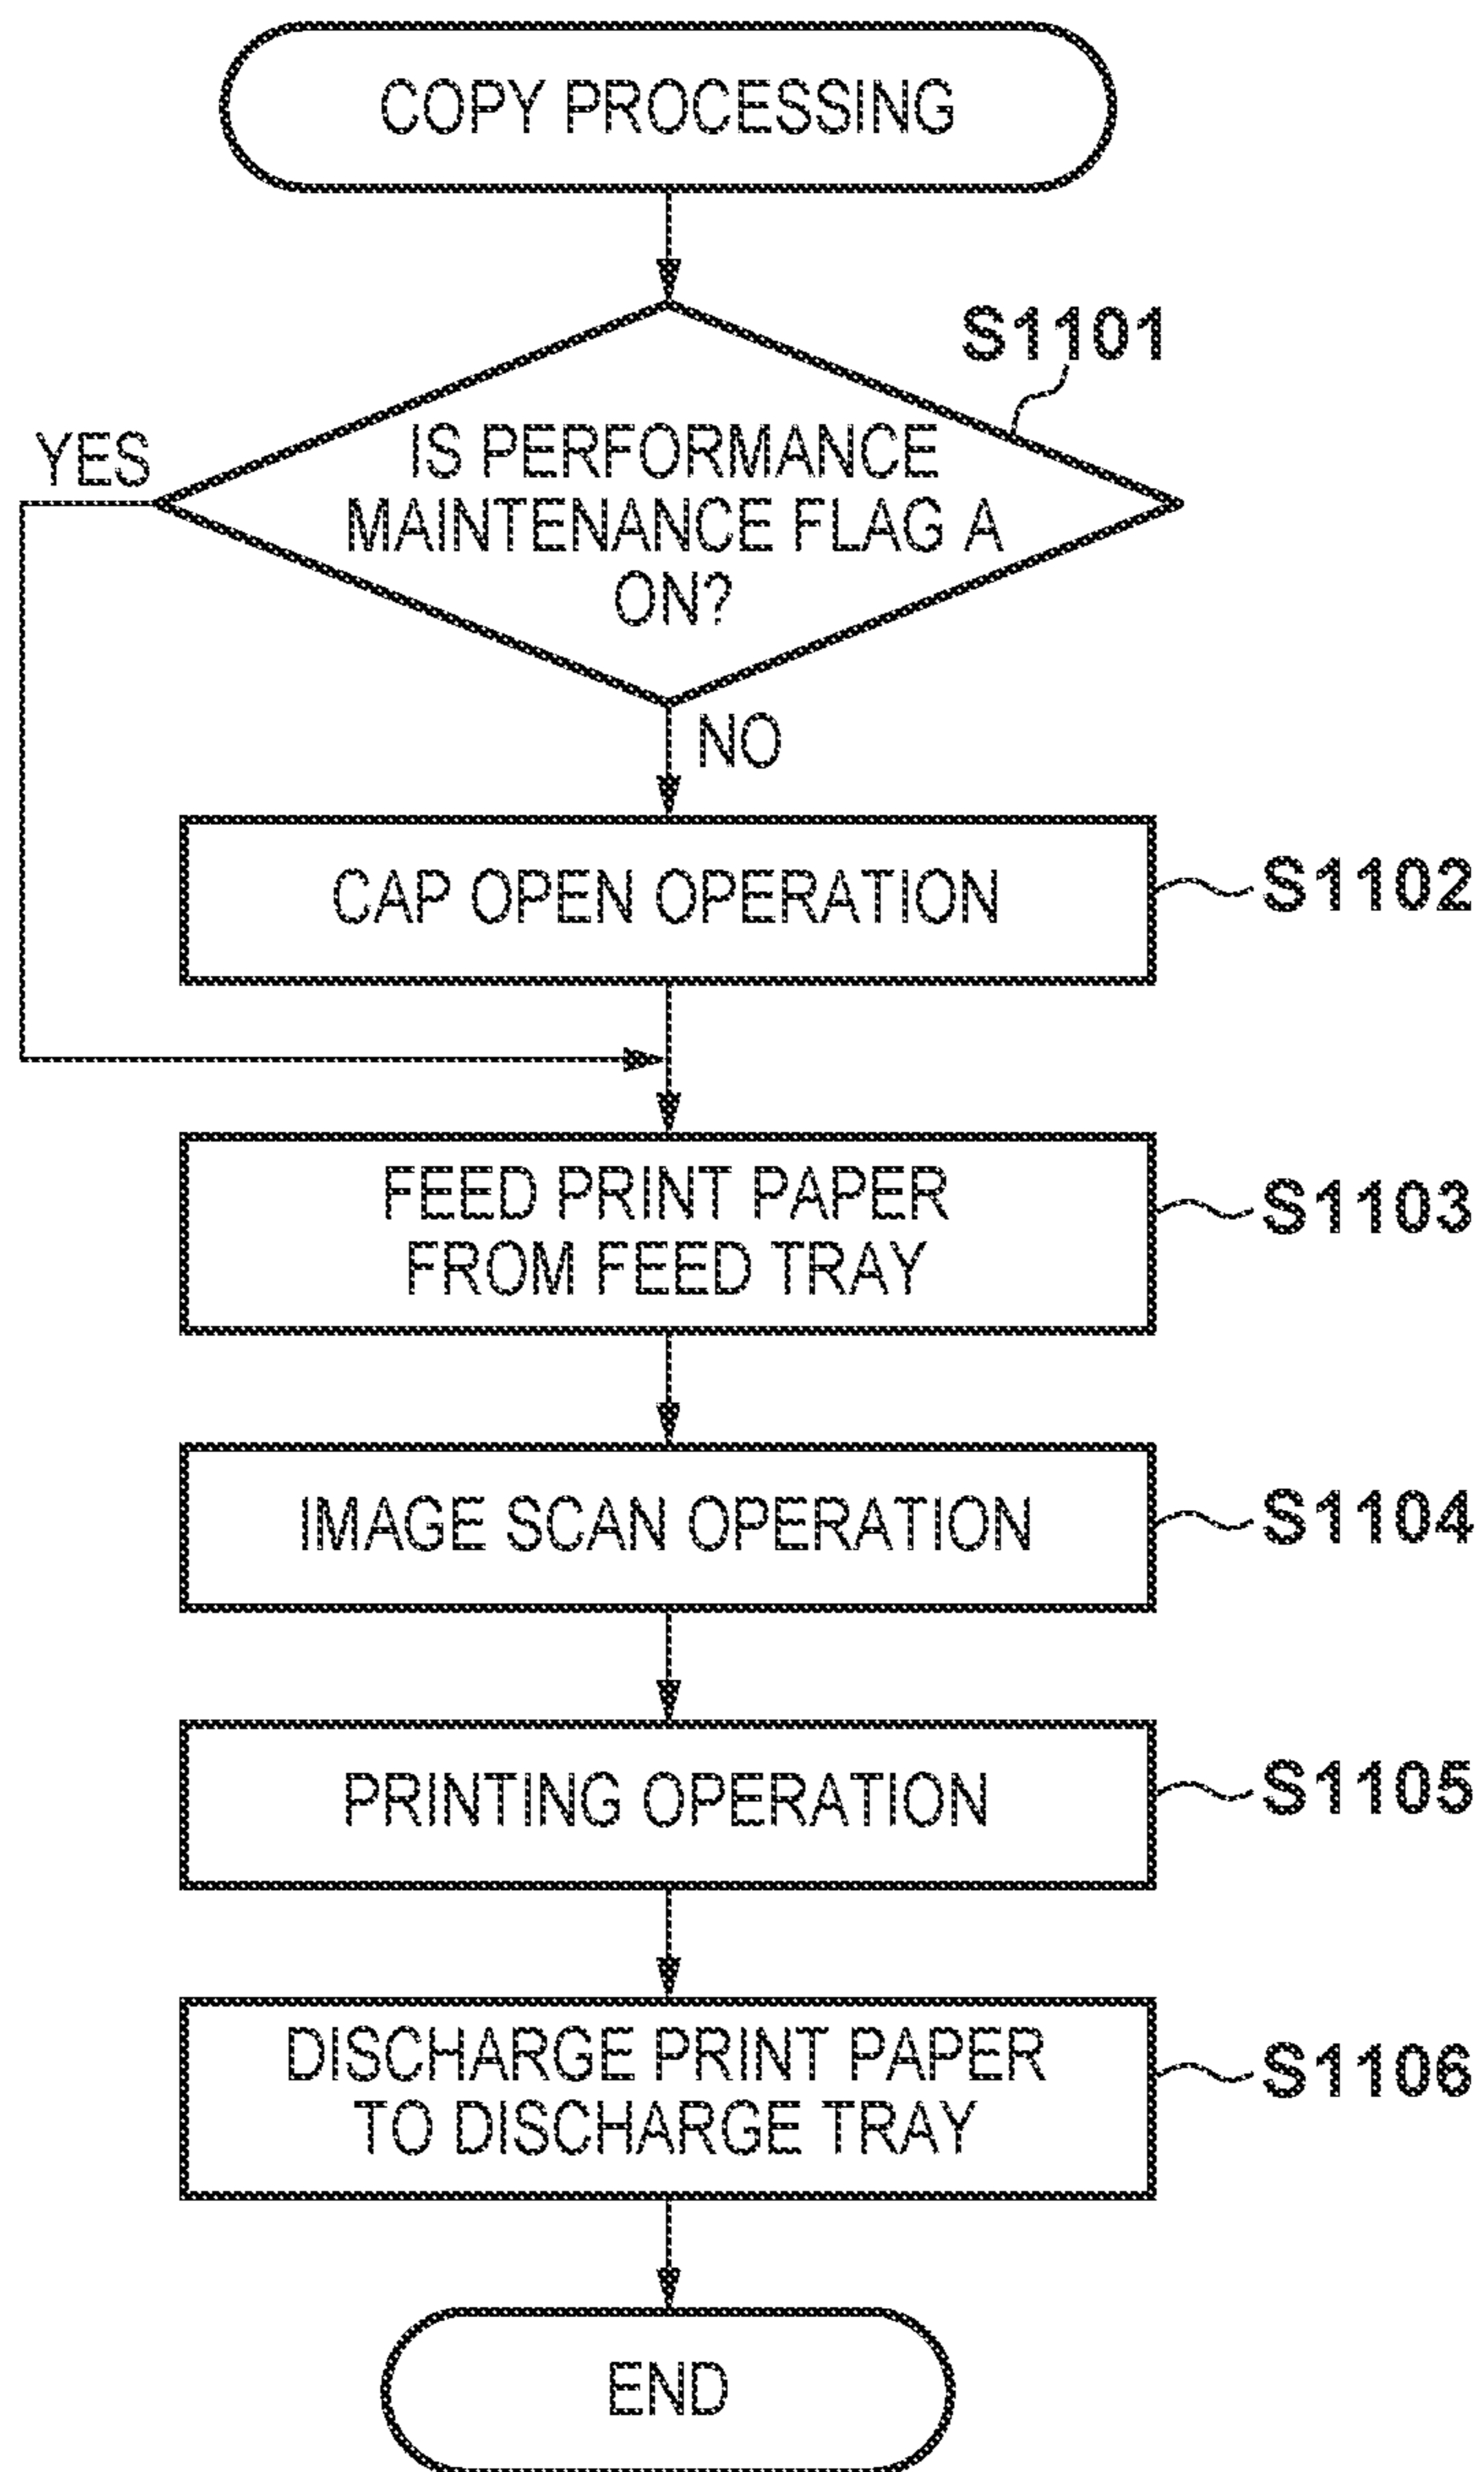 COPY PROCESSING
S1101
YES
IS PERFORMANCE
MAINTENANCE FLAG A
ON?
NO
CAP OPEN OPERATION
S1102
FEED PRINT PAPER
FROM FEED TRAY
S1103
IMAGE SCAN OPERATION
S1104
PRINTING OPERATION
S1105
DISCHARGE PRINT PAPER
TO DISCHARGE TRAY
S1106
END